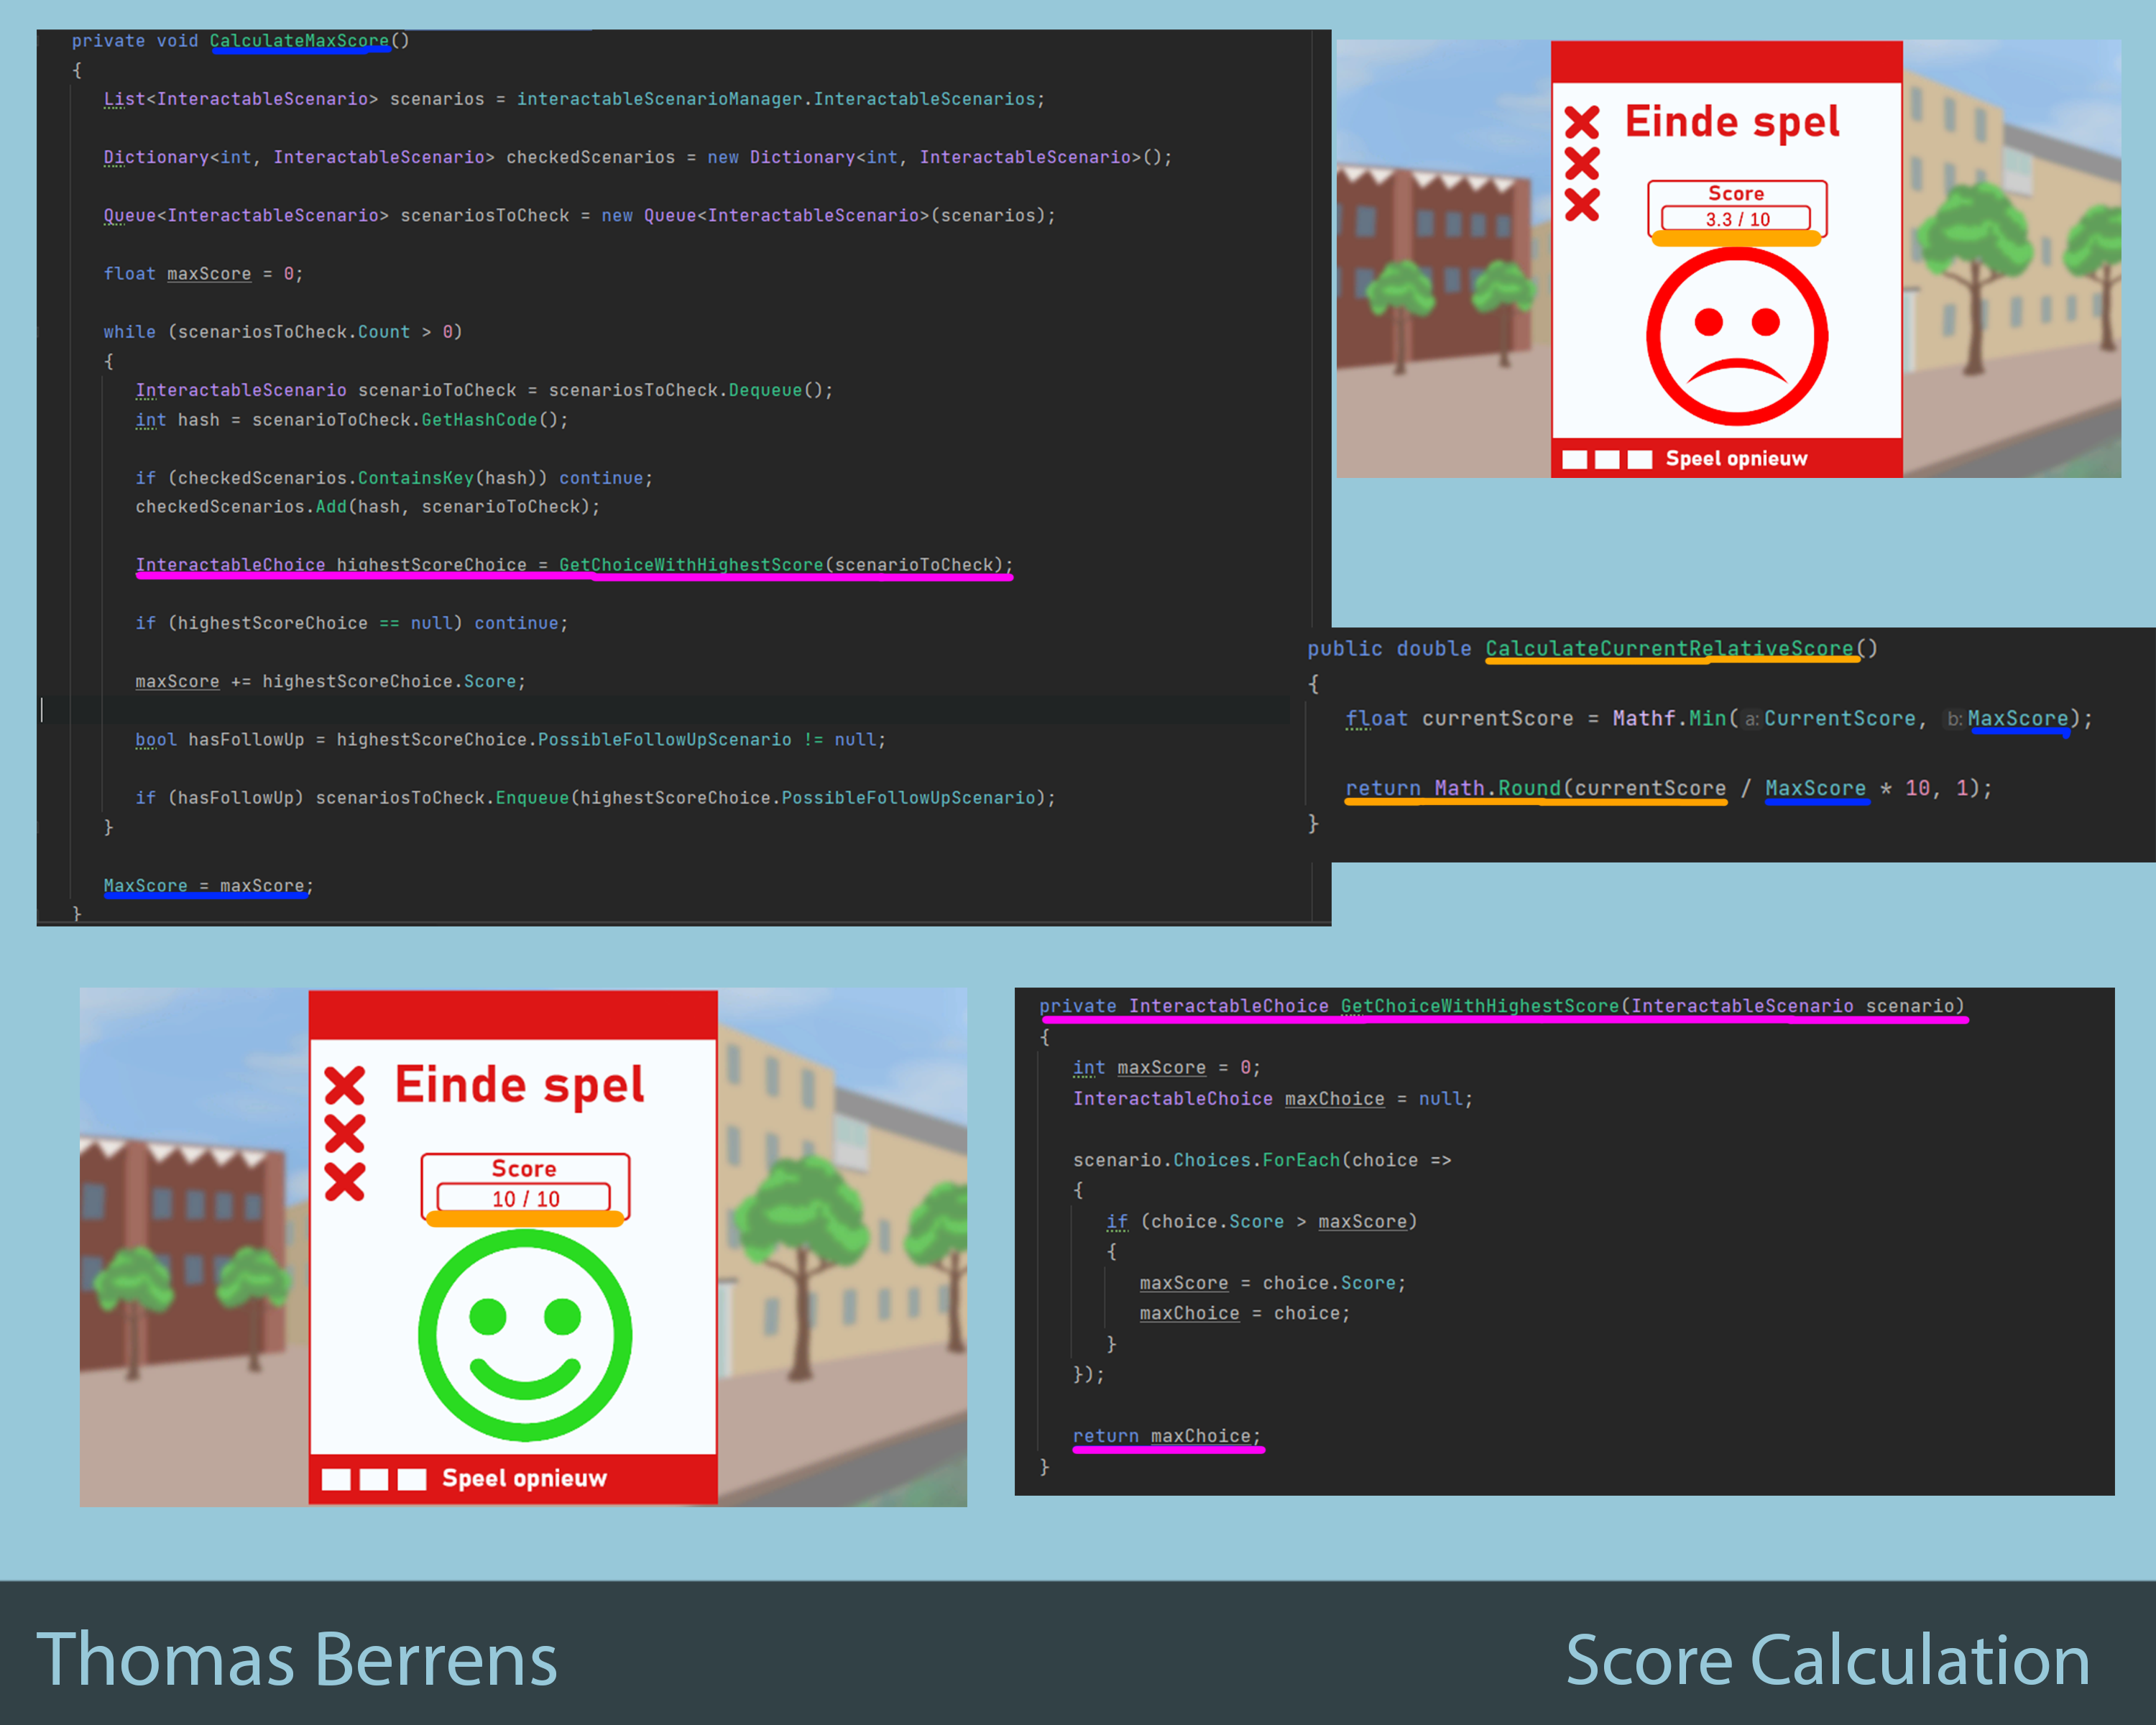 private void CalculateMaxScore()
{
List<InteractableScenario> scenarios = interactableScenarioManager.InteractableScenarios;
Dictionary<int, InteractableScenario> checkedScenarios = new Dictionary<int, InteractableScenario>();
Queue<InteractableScenario> scenariosToCheck = new Queue<InteractableScenario>(scenarios);
float maxScore = 0;
while (scenariosToCheck.Count > 0)
{
InteractableScenario scenarioToCheck = scenariosToCheck.Dequeue();
int hash = scenarioToCheck.GetHashCode();
if (checkedScenarios.ContainsKey(hash)) continue;
checkedScenarios.Add(hash, scenarioToCheck);
InteractableChoice highestScoreChoice = GetChoiceWithHighestScore(scenarioToCheck);
if (highestScoreChoice == null) continue;
maxScore += highestScoreChoice.Score;
bool hasFollowUp = highestScoreChoice.PossibleFollowUpScenario != null;
if (hasFollowUp) scenariosToCheck.Enqueue(highestScoreChoice.PossibleFollowUpScenario);
}
MaxScore = maxScore;
}
Einde spel
Score
3.3 / 10
Speel opnieuw
public double CalculateCurrentRelativeScore()
{
float currentScore = Mathf.Min( a: CurrentScore, b: MaxScore);
return Math.Round(currentScore / MaxScore * 10, 1);
}
Einde spel
Score
10 / 10
Speel opnieuw
private InteractableChoice GetChoiceWithHighestScore(InteractableScenario scenario)
{
int maxScore = 0;
InteractableChoice maxChoice = null;
scenario.Choices.ForEach(choice =>
{
if (choice.Score > maxScore)
{
maxScore = choice.Score;
maxChoice = choice;
}
});
return maxChoice;
}
Thomas Berrens
Score Calculation